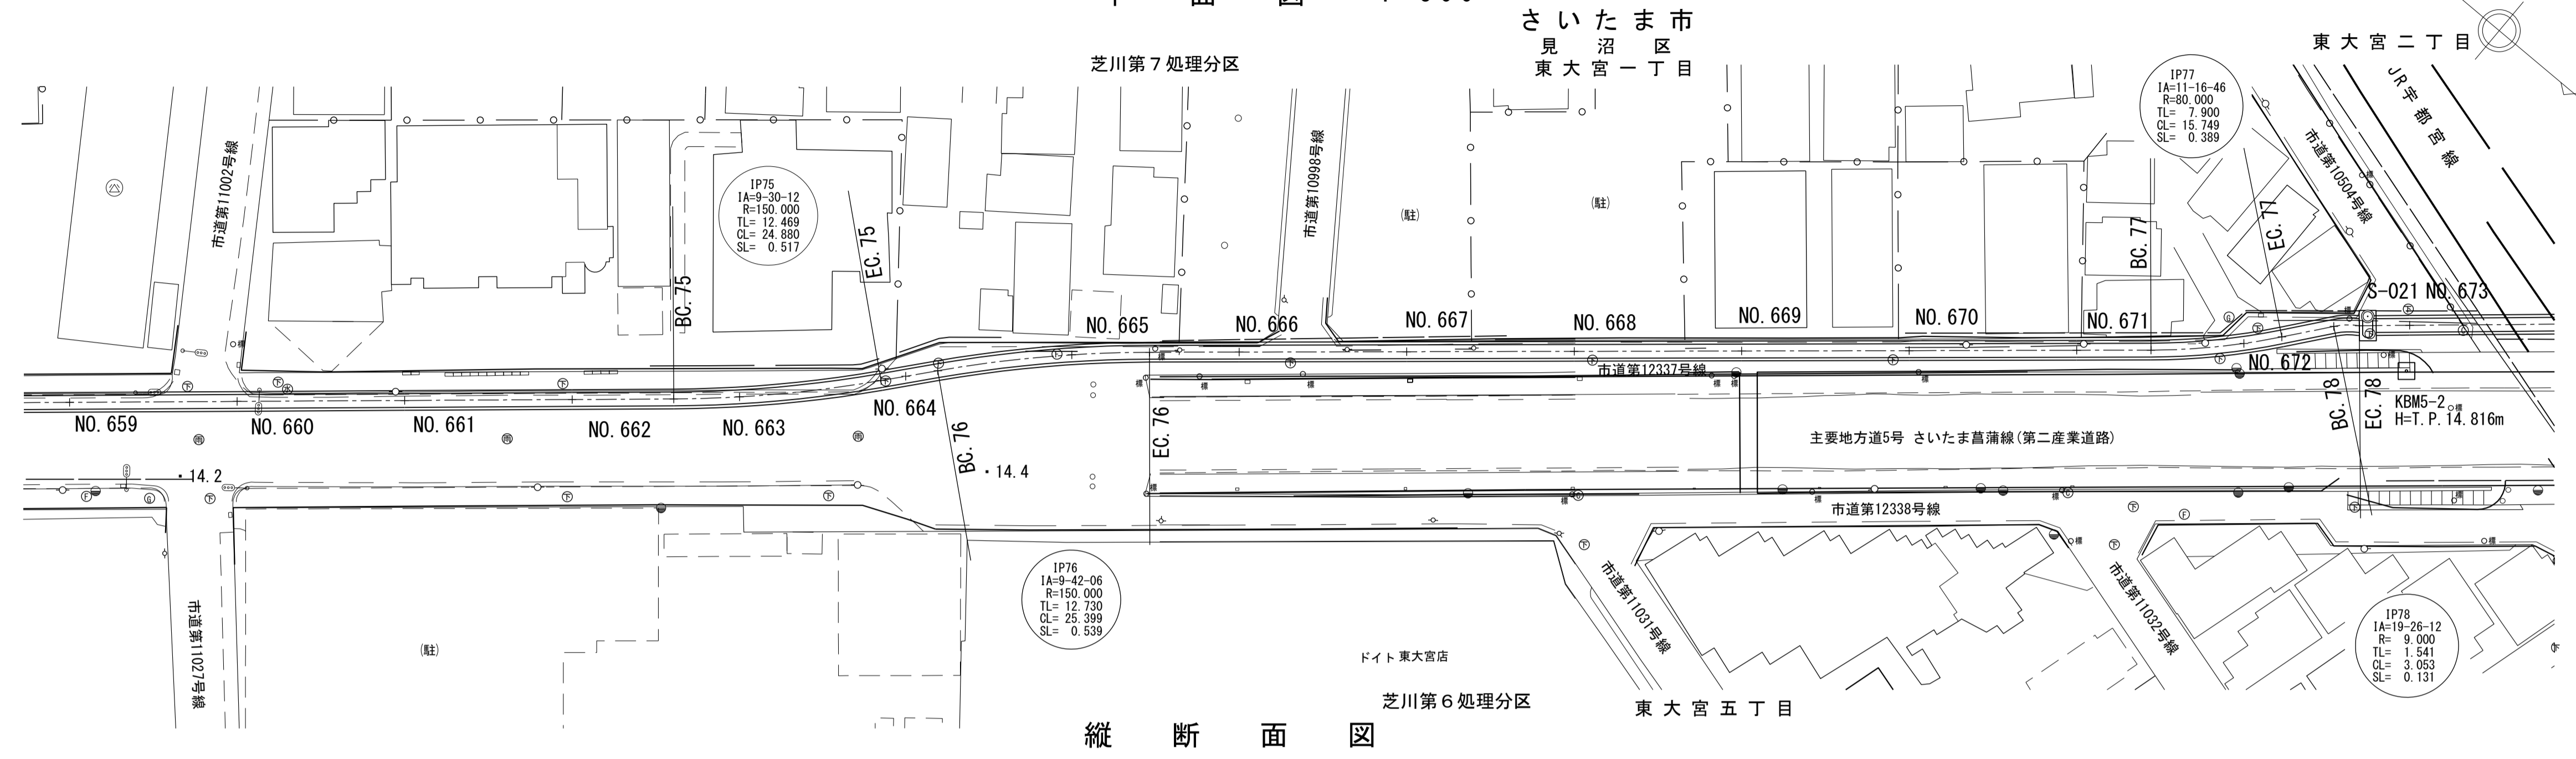 平 面 図
さいたま市
見沼区
東大宮一丁目
東大宮二丁目
芝川第7処理分区
JR宇都宮線
市道第10504号線
市道第11002号線
市道第10998号線
IP75
IA=9-30-12
R=150.000
TL= 12.469
CL= 24.880
SL= 0.517
IP77
IA=11-16-46
R=80.000
TL= 7.900
CL= 15.749
SL= 0.389
(駐)
(駐)
BC.75
EC.75
BC.77
EC.77
S-021 NO.673
NO.665
NO.666
NO.667
NO.668
NO.669
NO.670
NO.671
NO.672
市道第12337号線
NO.659
NO.660
NO.661
NO.662
NO.663
NO.664
BC.76
EC.76
BC.78
EC.78
KBM5-2
H=T.P.14.816m
主要地方道5号 さいたま菖蒲線(第二産業道路)
・14.2
・14.4
市道第12338号線
市道第11027号線
市道第11031号線
市道第11032号線
IP76
IA=9-42-06
R=150.000
TL= 12.730
CL= 25.399
SL= 0.539
IP78
IA=19-26-12
R= 9.000
TL= 1.541
CL= 3.053
SL= 0.131
(駐)
ドイト東大宮店
芝川第6処理分区
東大宮五丁目
縦断面図